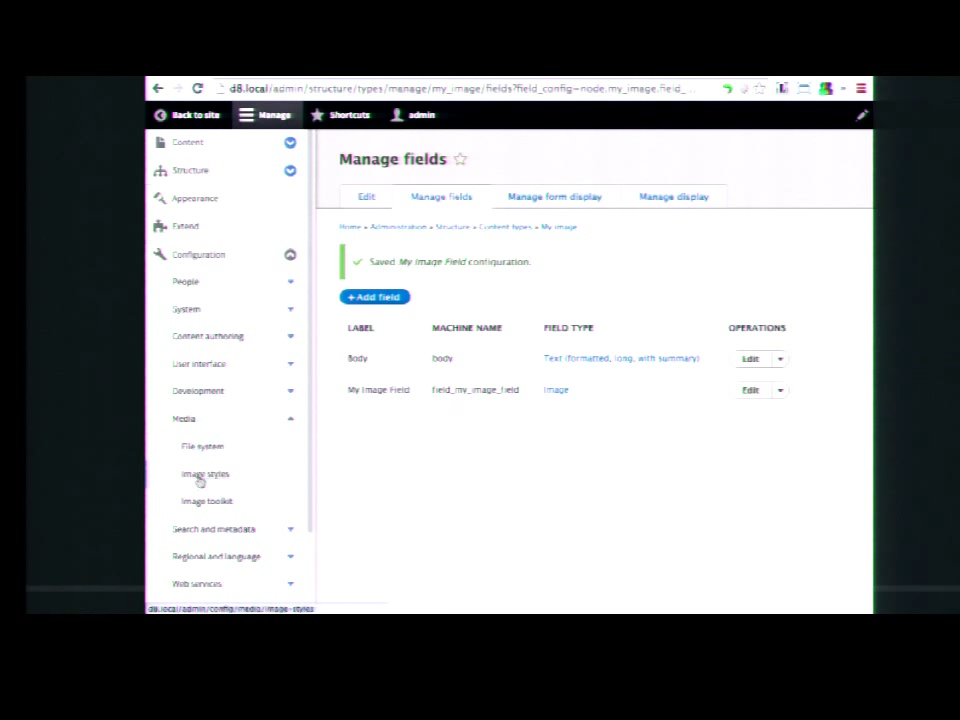 d8.local/admin/structure/types/manage/my_image/fields?field_config=node.my_image.field_...
Back to site Manage Shortcuts admin
Content
Structure
Appearance
Extend
Configuration
People
System
Content authoring
User interface
Development
Media
File system
Image styles
Image toolkit
Search and metadata
Regional and language
Web services
d8.local/admin/config/media/image-styles
Manage fields
Edit Manage fields Manage form display Manage display
Home » Administration » Structure » Content types » My image
Saved My Image Field configuration.
+ Add field
LABEL MACHINE NAME FIELD TYPE OPERATIONS
Body body Text (formatted, long, with summary) Edit
My Image Field field_my_image_field Image Edit